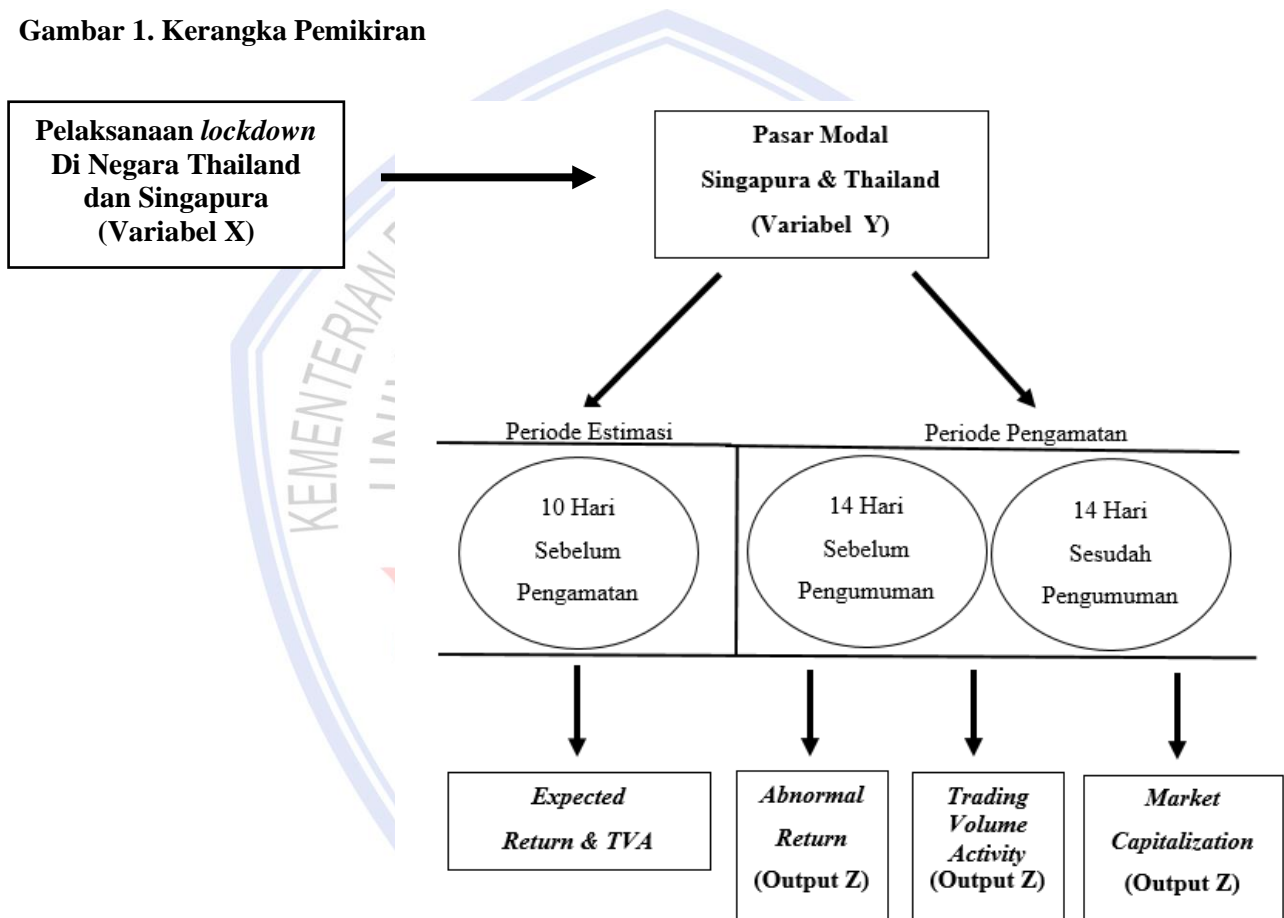 Gambar 1. Kerangka Pemikiran
Pelaksanaan lockdown
Di Negara Thailand
dan Singapura
(Variabel X)
Pasar Modal
Singapura & Thailand
(Variabel Y)
KEMENTERIAN
Periode Estimasi
Periode Pengamatan
10 Hari
Sebelum
Pengamatan
14 Hari
Sebelum
Pengumuman
14 Hari
Sesudah
Pengumuman
Expected
Return & TVA
Abnormal
Return
(Output Z)
Trading
Volume
Activity
(Output Z)
Market
Capitalization
(Output Z)